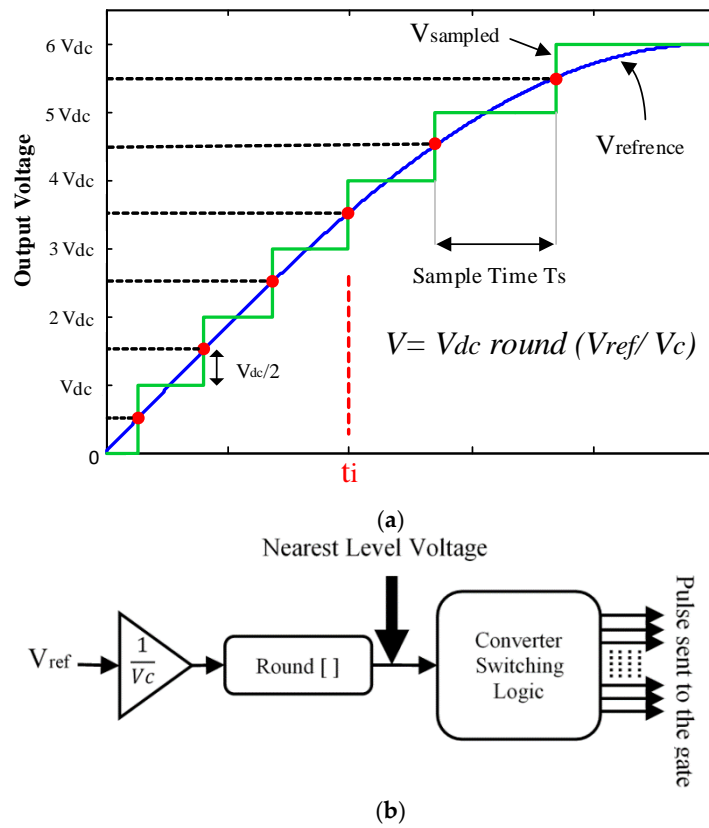 6 Vdc
5 Vdc
4 Vdc
3 Vdc
2 Vdc
Vdc
0
Output Voltage
Vsampled
Vrefrence
Sample Time Ts
V= Vdc round (Vref/ Vc)
Vdc/2
ti
(a)
Nearest Level Voltage
Vref
1
Vc
Round [ ]
Converter
Switching
Logic
Pulse sent to the gate
(b)